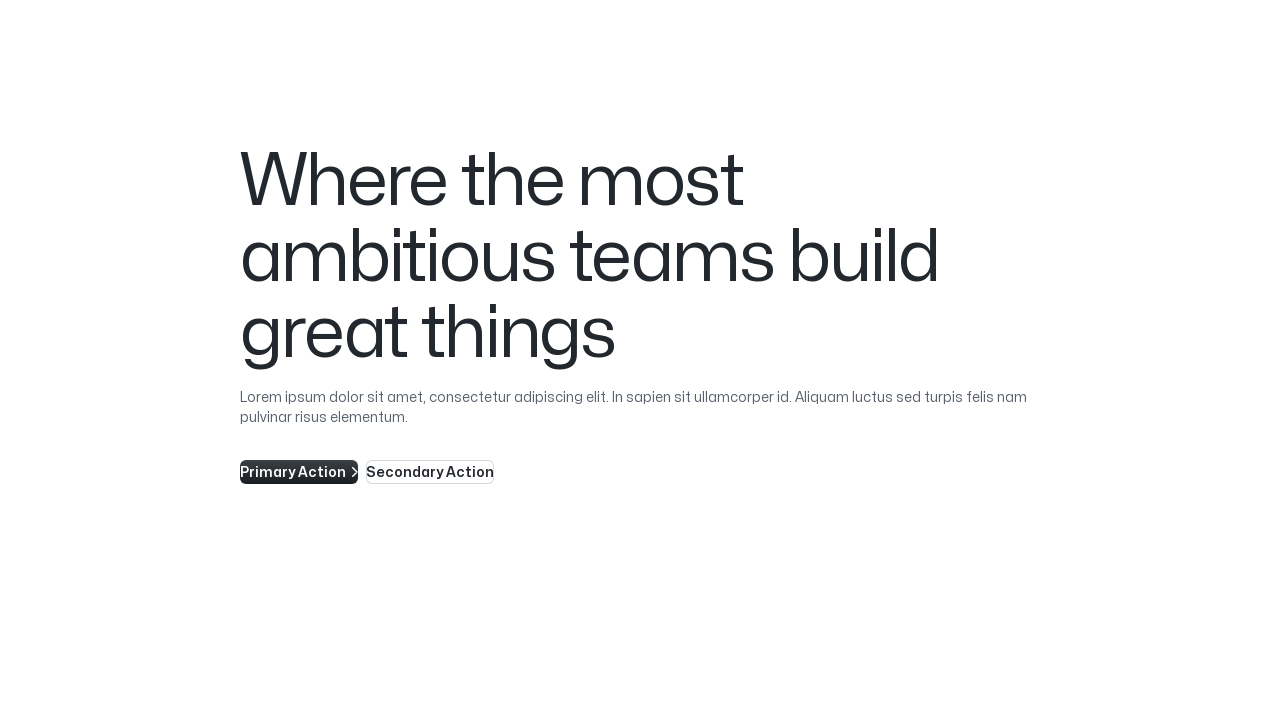 Where the most
ambitious teams build
great things
Lorem ipsum dolor sit amet, consectetur adipiscing elit. In sapien sit ullamcorper id. Aliquam luctus sed turpis felis nam
pulvinar risus elementum.
Primary Action
Secondary Action